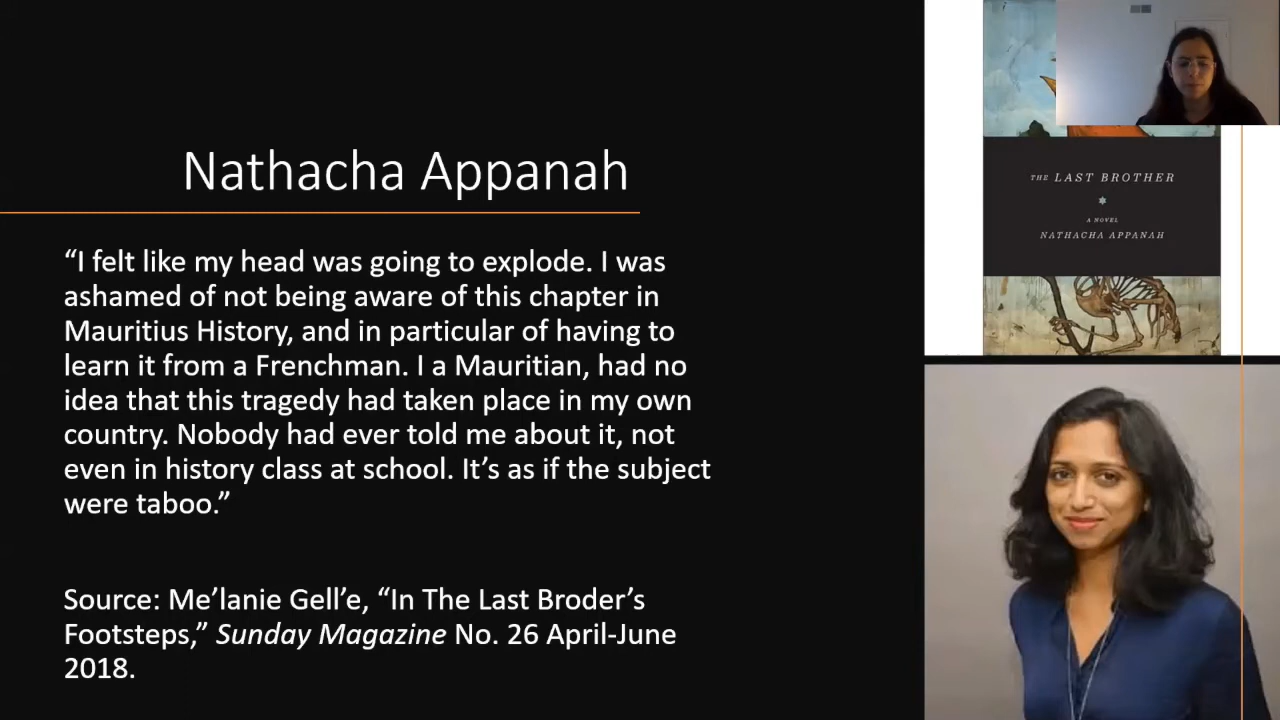 Nathacha Appanah
“I felt like my head was going to explode. I was
ashamed of not being aware of this chapter in
Mauritius History, and in particular of having to
learn it from a Frenchman. I a Mauritian, had no
idea that this tragedy had taken place in my own
country. Nobody had ever told me about it, not
even in history class at school. It’s as if the subject
were taboo.”
Source: Me’lanie Gell’e, “In The Last Broder’s
Footsteps,” Sunday Magazine No. 26 April-June
2018.
THE LAST BROTHER
A NOVEL
NATHACHA APPANAH